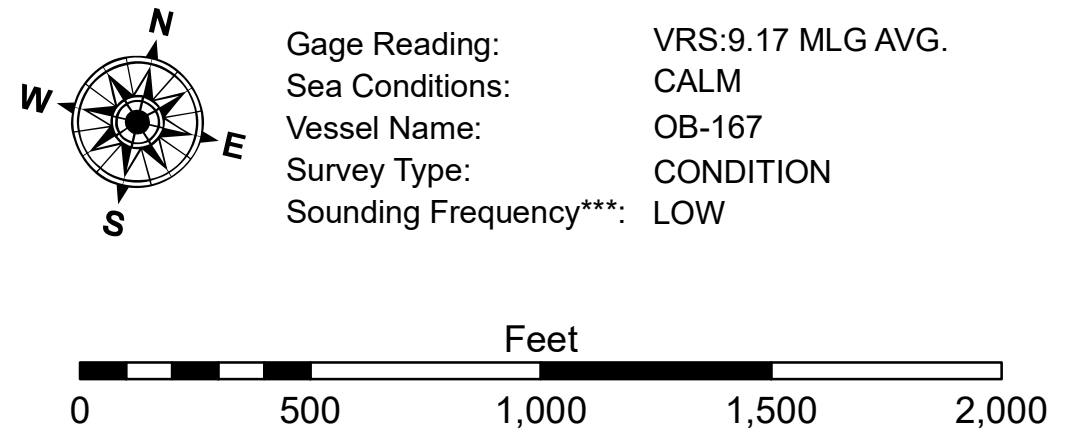 N
W
E
S
Gage Reading: VRS:9.17 MLG AVG.
Sea Conditions: CALM
Vessel Name: OB-167
Survey Type: CONDITION
Sounding Frequency***: LOW
Feet
0 500 1,000 1,500 2,000